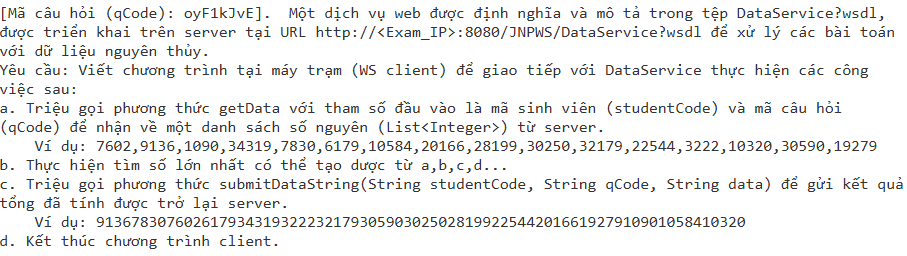 [Mã câu hỏi (qCode): oyF1kJvE].  Một dịch vụ web được định nghĩa và mô tả trong tệp DataService?wsdl,
được triển khai trên server tại URL http://<Exam_IP>:8080/JNPWS/DataService?wsdl để xử lý các bài toán
với dữ liệu nguyên thủy.
Yêu cầu: Viết chương trình tại máy trạm (WS client) để giao tiếp với DataService thực hiện các công
việc sau:
a. Triệu gọi phương thức getData với tham số đầu vào là mã sinh viên (studentCode) và mã câu hỏi
(qCode) để nhận về một danh sách số nguyên (List<Integer>) từ server.
Ví dụ: 7602,9136,1090,34319,7830,6179,10584,20166,28199,30250,32179,22544,3222,10320,30590,19279
b. Thực hiện tìm số lớn nhất có thể tạo dược từ a,b,c,d...
c. Triệu gọi phương thức submitDataString(String studentCode, String qCode, String data) để gửi kết quả
tổng đã tính được trở lại server.
Ví dụ: 91367830760261793431932223217930590302502819922544201661927910901058410320
d. Kết thúc chương trình client.